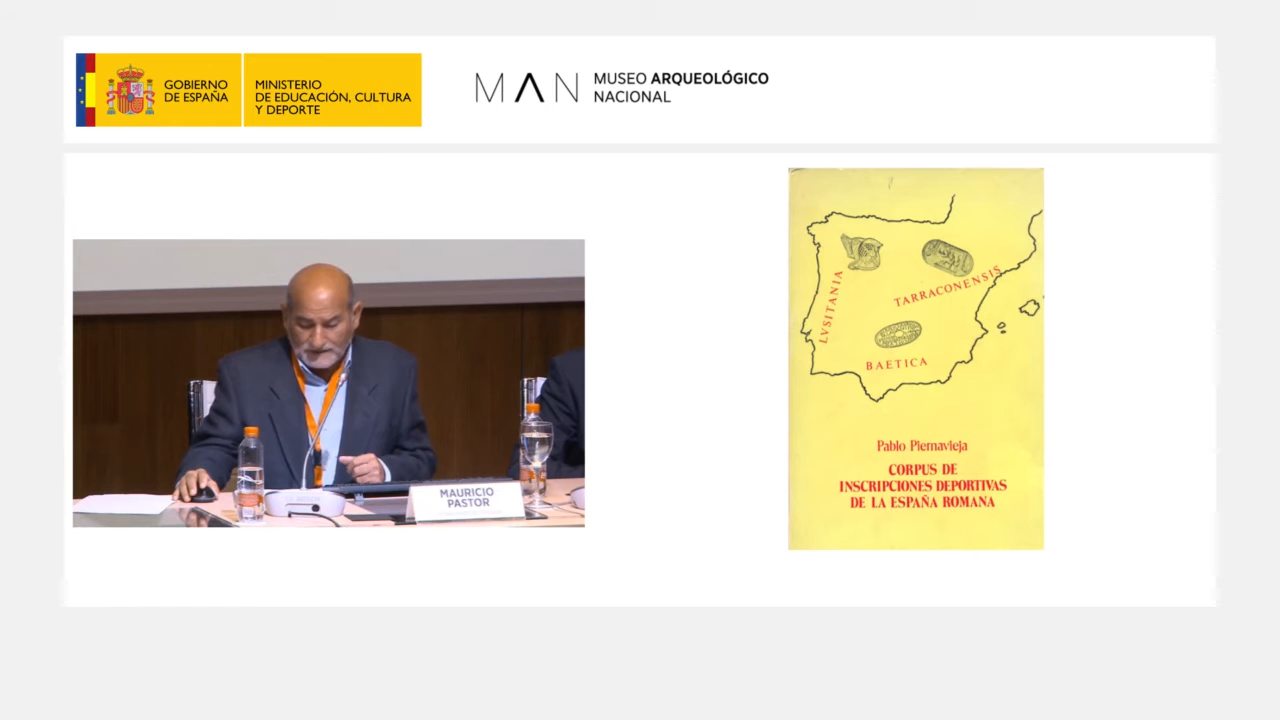 GOBIERNO
DE ESPAÑA
MINISTERIO
DE EDUCACIÓN, CULTURA
Y DEPORTE
MAN
MUSEO ARQUEOLÓGICO
NACIONAL
MAURICIO
PASTOR
LVSITANIA
TARRACONENSIS
BAETICA
Pablo Piernavieja
CORPUS DE
INSCRIPCIONES DEPORTIVAS
DE LA ESPAÑA ROMANA